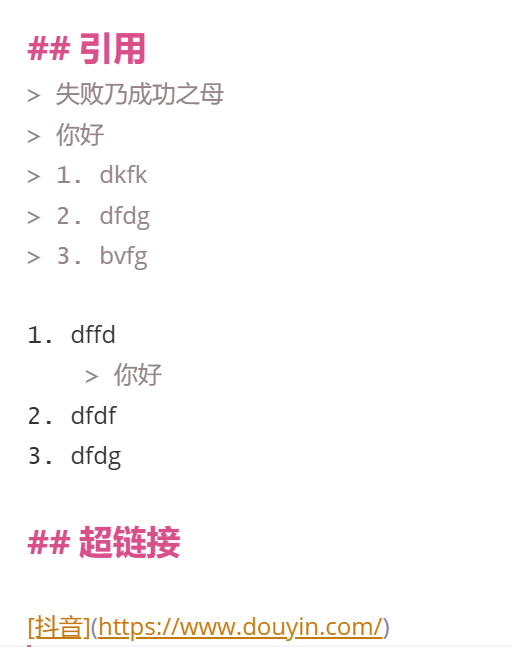 ## 引用
> 失败乃成功之母
> 你好
> 1. dkfk
> 2. dfdg
> 3. bvfg
1. dffd
> 你好
2. dfdf
3. dfdg
## 超链接
[抖音](https://www.douyin.com/)